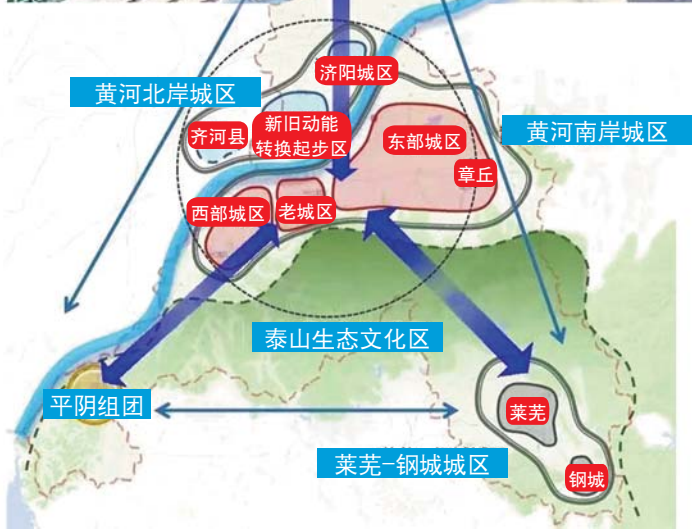 济阳城区
黄河北岸城区
新旧动能
转换起步区
齐河县
东部城区
黄河南岸城区
章丘
西部城区
老城区
泰山生态文化区
平阴组团
莱芜
莱芜-钢城城区
钢城